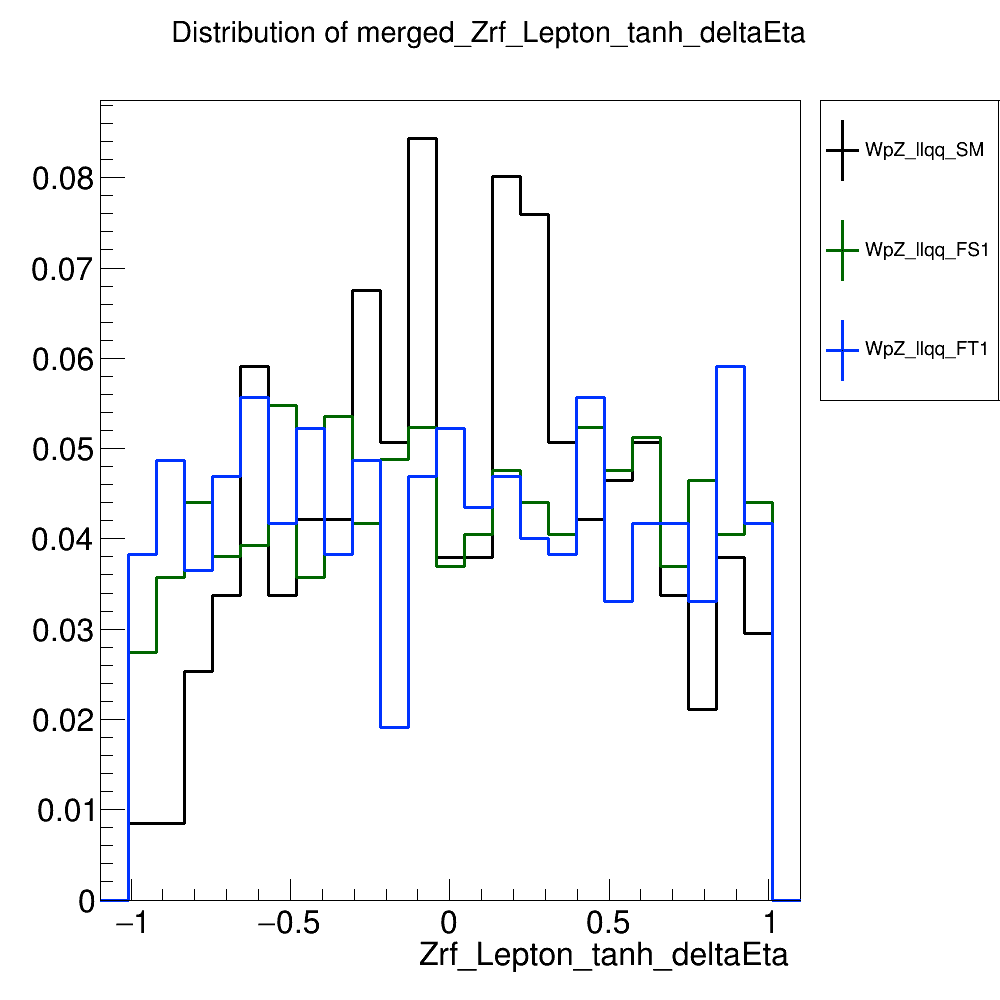 Distribution of merged_Zrf_Lepton_tanh_deltaEta
WpZ_llqq_SM
WpZ_llqq_FS1
WpZ_llqq_FT1
0.08
0.07
0.06
0.05
0.04
0.03
0.02
0.01
0
−1
−0.5
0
0.5
1
Zrf_Lepton_tanh_deltaEta